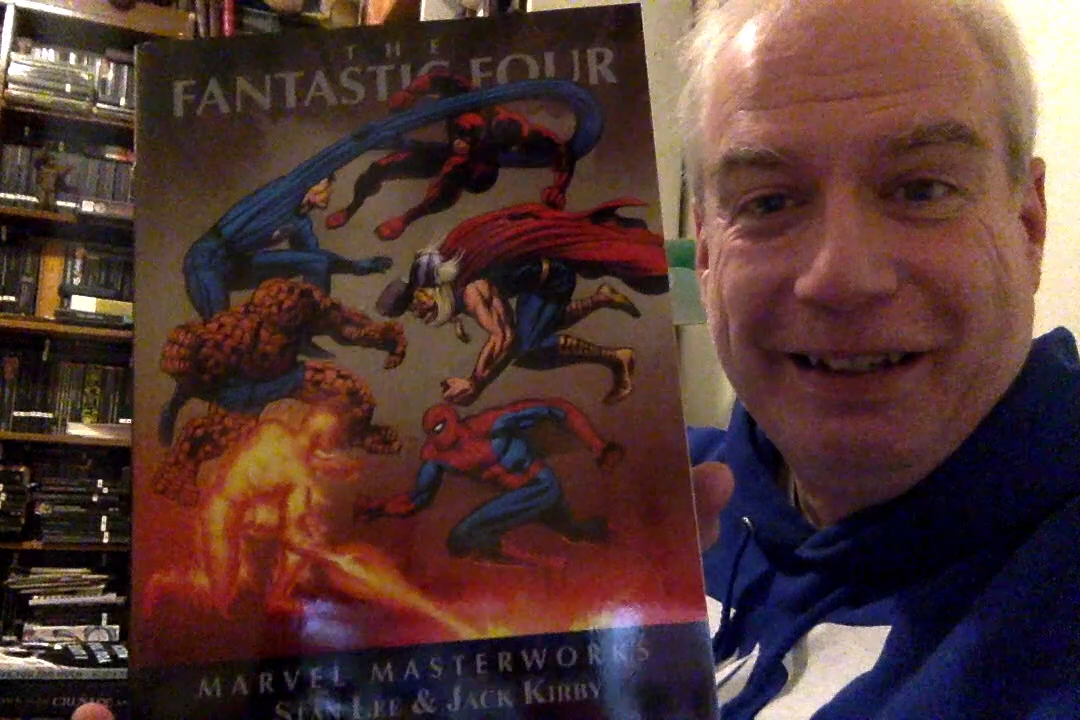 THE
FANTASTIC FOUR
MARVEL MASTERWORKS
STAN LEE & JACK KIRBY